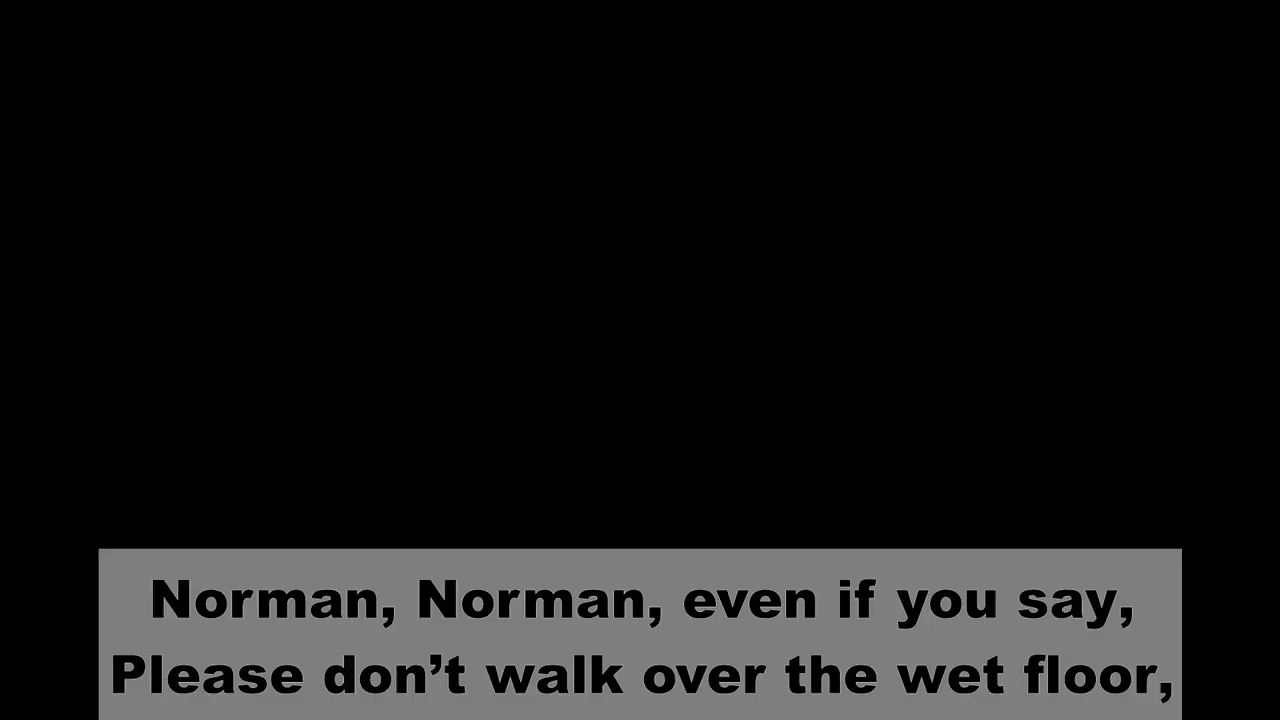 Norman, Norman, even if you say,
Please don’t walk over the wet floor,